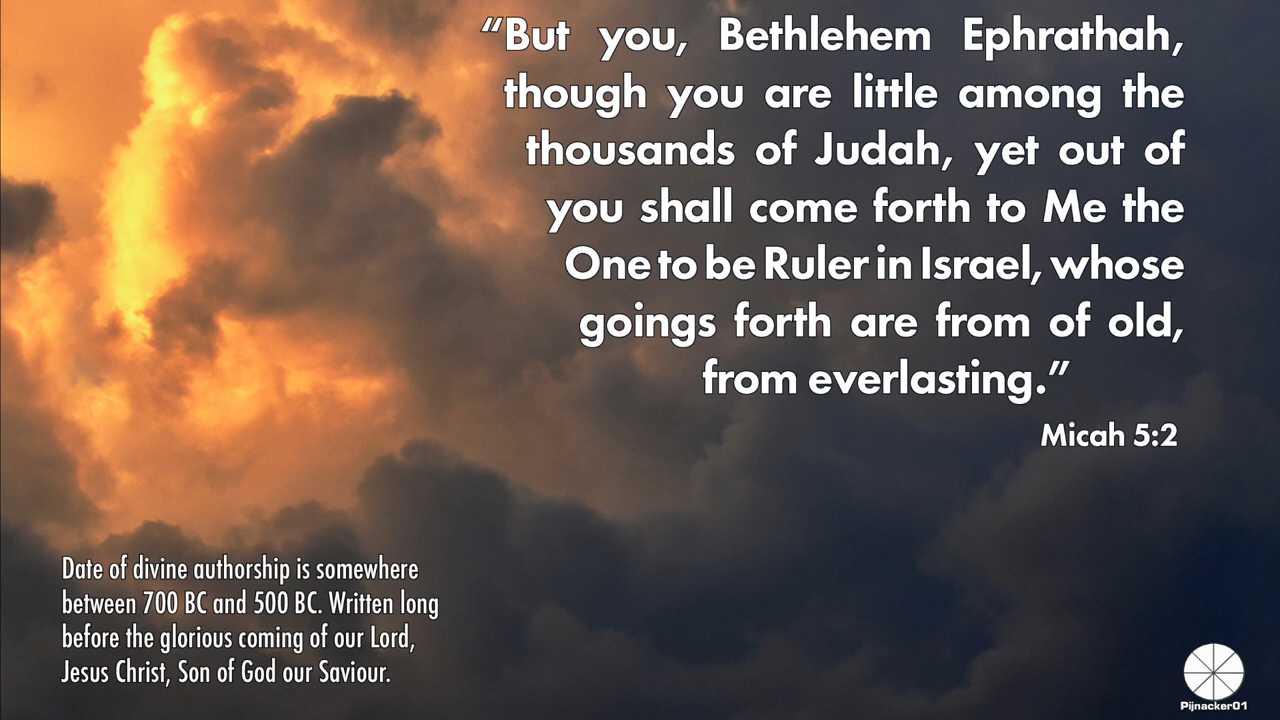 “But you, Bethlehem Ephrathah,
though you are little among the
thousands of Judah, yet out of
you shall come forth to Me the
One to be Ruler in Israel, whose
goings forth are from of old,
from everlasting.”
Micah 5:2
Date of divine authorship is somewhere
between 700 BC and 500 BC. Written long
before the glorious coming of our Lord,
Jesus Christ, Son of God our Saviour.
Pijnacker01